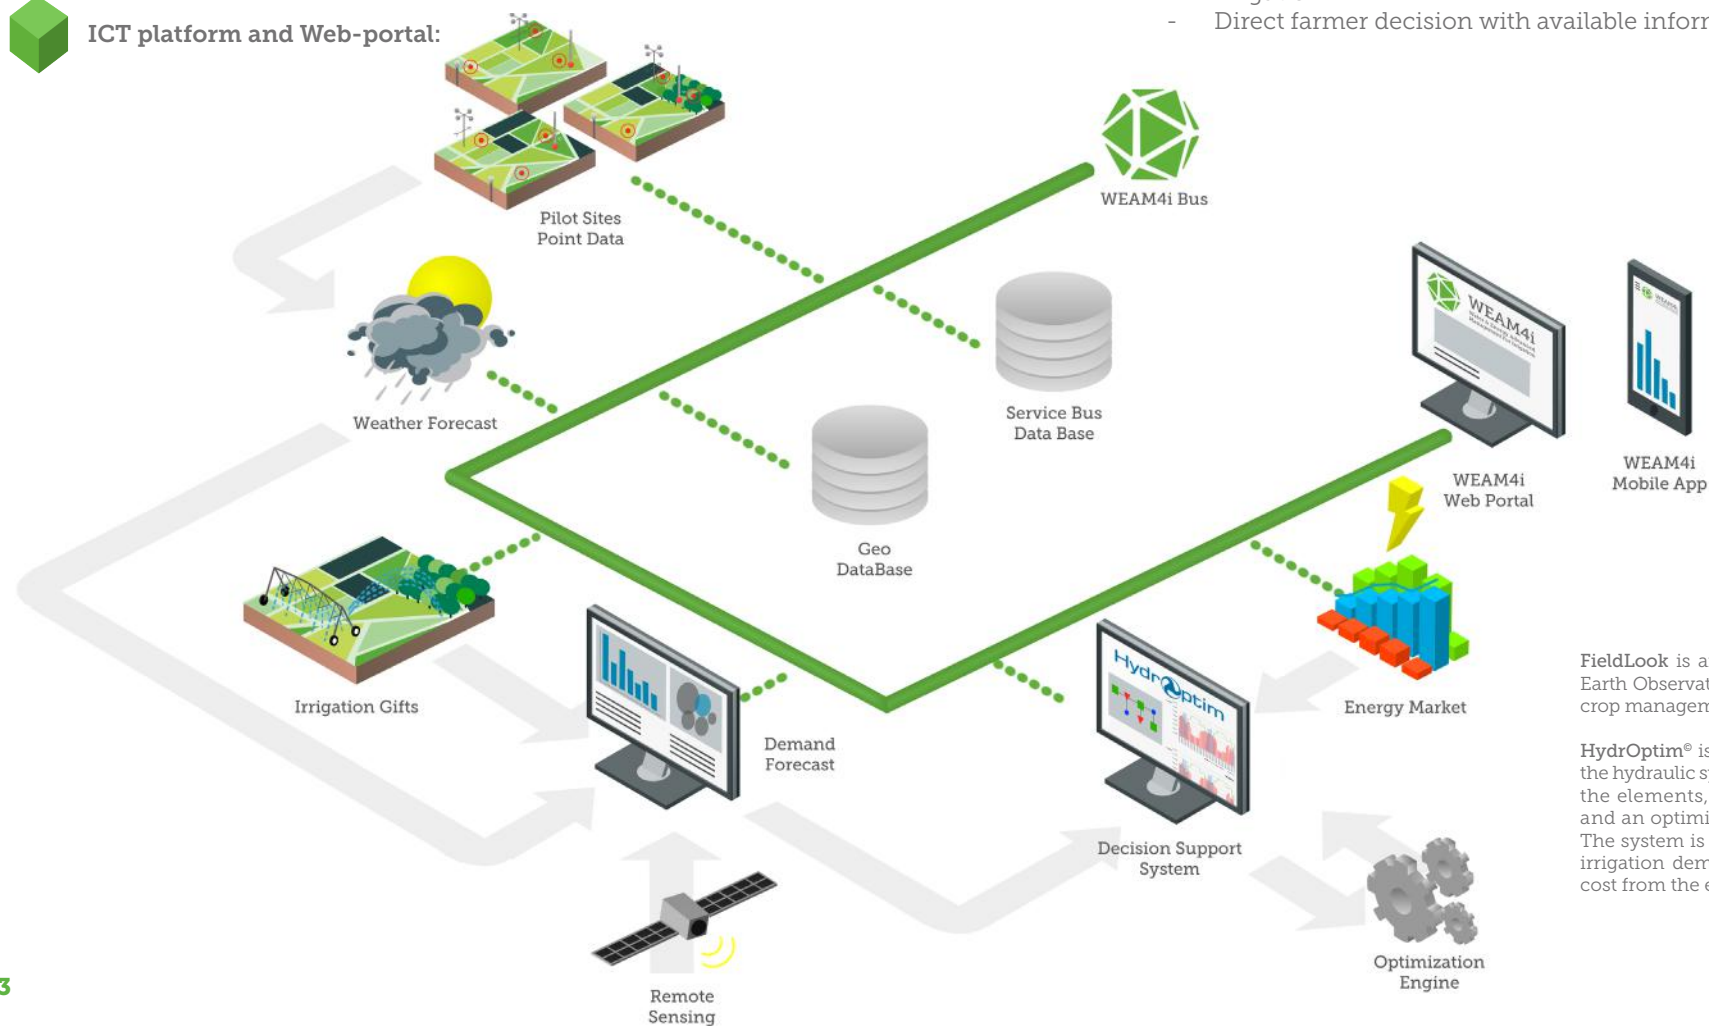 ICT platform and Web-portal:
- Direct farmer decision with available infor
Pilot Sites
Point Data
WEAM4i Bus
WEAM4i
Weather Forecast
Service Bus
Data Base
Geo
DataBase
WEAM4i
Web Portal
WEAM4i
Mobile App
Irrigation Gifts
Demand
Forecast
HydrOptim
Decision Support
System
Energy Market
Remote
Sensing
Optimization
Engine
FieldLook is a
Earth Observat
crop managem
HydrOptim© is
the hydraulic s
the elements,
and an optimi
The system is
irrigation dem
cost from the e
3